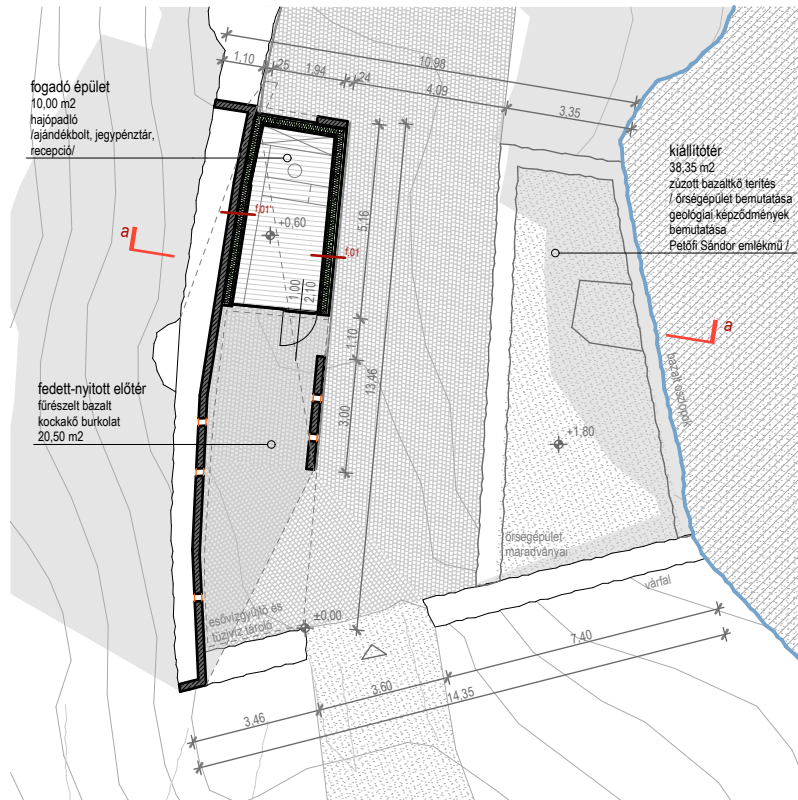 10,98
1,10
25
1,94
24
4,09
3,35
fogadó épület
10,00 m2
hajópadló
/ajándékbolt, jegypénztár,
recepció/
kiállítótér
38,35 m2
zúzott bazaltkő terítés
/ őrségépület bemutatása
geológiai képződmények
bemutatása
Petőfi Sándor emlékmű /
a
f.01'
+0,60
f.01
5,16
1,00
2,10
1,10
13,46
3,00
a
bazalt oszlopok
fedett-nyitott előtér
fűrészelt bazalt
kockakő burkolat
20,50 m2
+1,80
őrségépület
maradványai
várfal
esővízgyűjtő és
tüzivíz tároló
±0,00
7,40
3,60
14,35
3,46